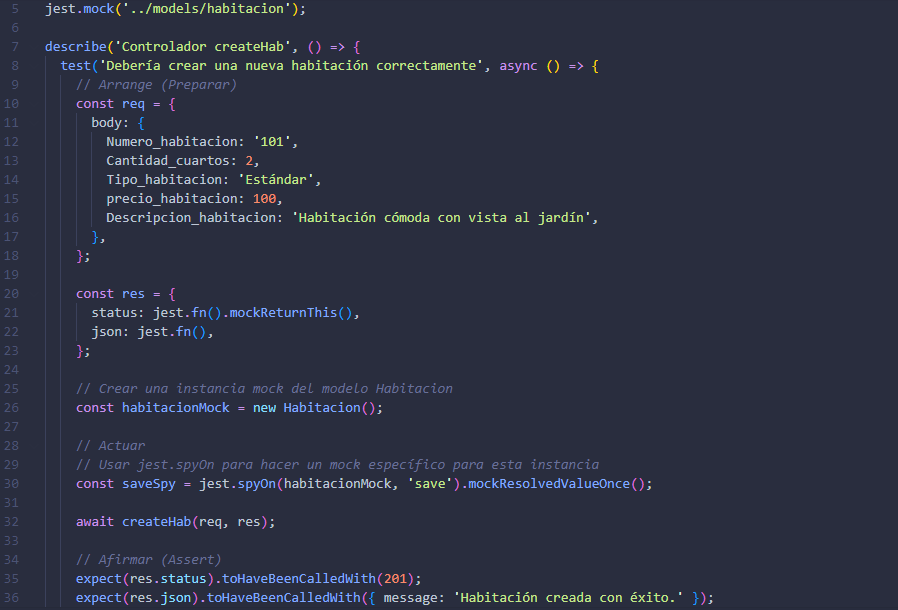 5 jest.mock('../models/habitacion');
6
7 describe('Controlador createHab', () => {
8 test('Debería crear una nueva habitación correctamente', async () => {
9 // Arrange (Preparar)
10 const req = {
11 body: {
12 Numero_habitacion: '101',
13 Cantidad_cuartos: 2,
14 Tipo_habitacion: 'Estándar',
15 precio_habitacion: 100,
16 Descripcion_habitacion: 'Habitación cómoda con vista al jardín',
17 },
18 };
19
20 const res = {
21 status: jest.fn().mockReturnThis(),
22 json: jest.fn(),
23 };
24
25 // Crear una instancia mock del modelo Habitacion
26 const habitacionMock = new Habitacion();
27
28 // Actuar
29 // Usar jest.spyOn para hacer un mock específico para esta instancia
30 const saveSpy = jest.spyOn(habitacionMock, 'save').mockResolvedValueOnce();
31
32 await createHab(req, res);
33
34 // Afirmar (Assert)
35 expect(res.status).toHaveBeenCalledWith(201);
36 expect(res.json).toHaveBeenCalledWith({ message: 'Habitación creada con éxito.' });